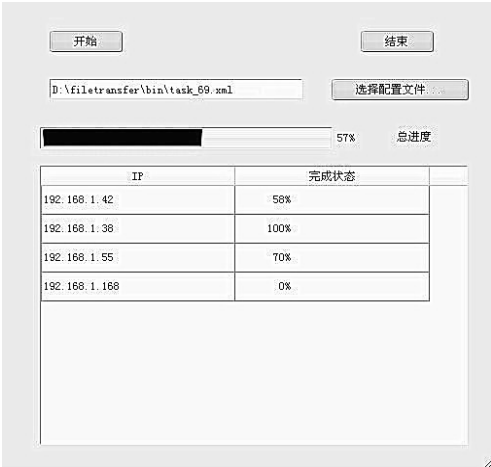 开始 结束
D:\filetransfer\bin\task_69.xml 选择配置文件...
57% 总进度
IP 完成状态
192.168.1.42 58%
192.168.1.38 100%
192.168.1.55 70%
192.168.1.168 0%